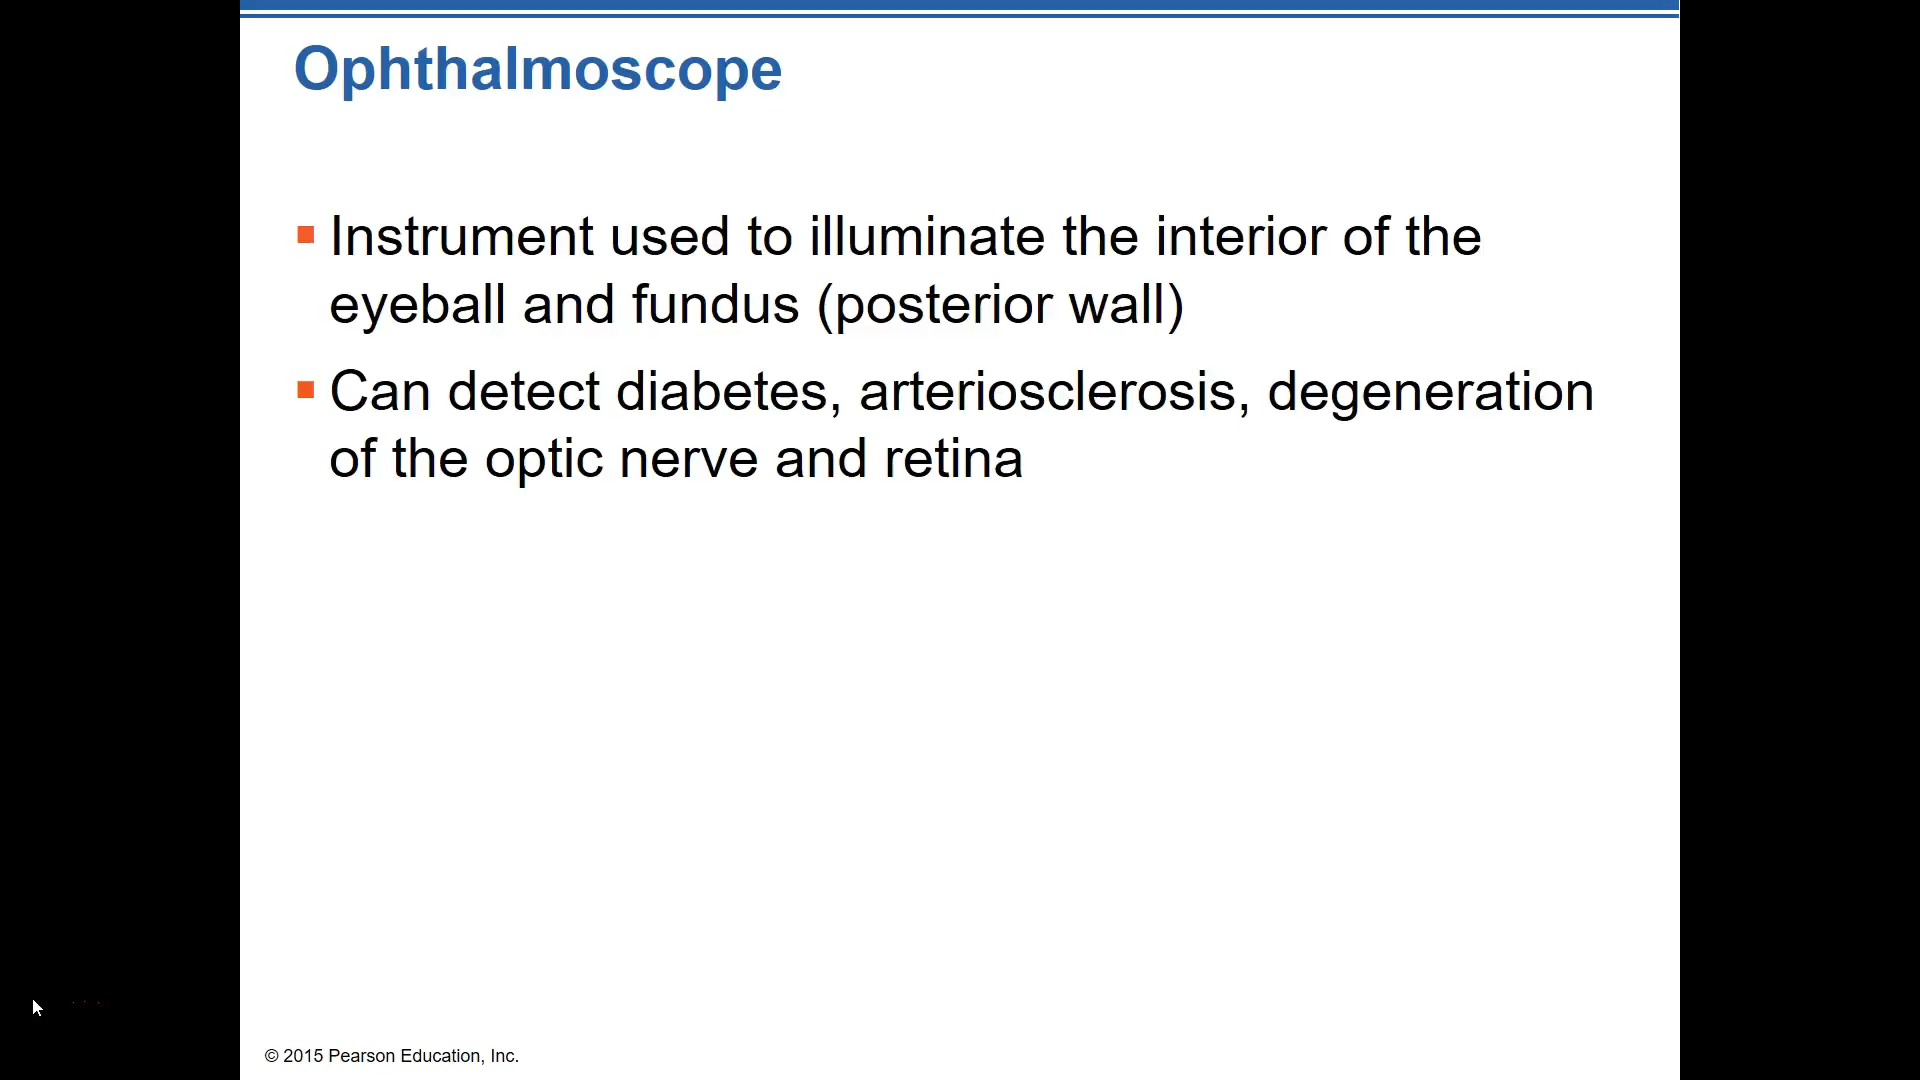 Ophthalmoscope
Instrument used to illuminate the interior of the
eyeball and fundus (posterior wall)
Can detect diabetes, arteriosclerosis, degeneration
of the optic nerve and retina
© 2015 Pearson Education, Inc.